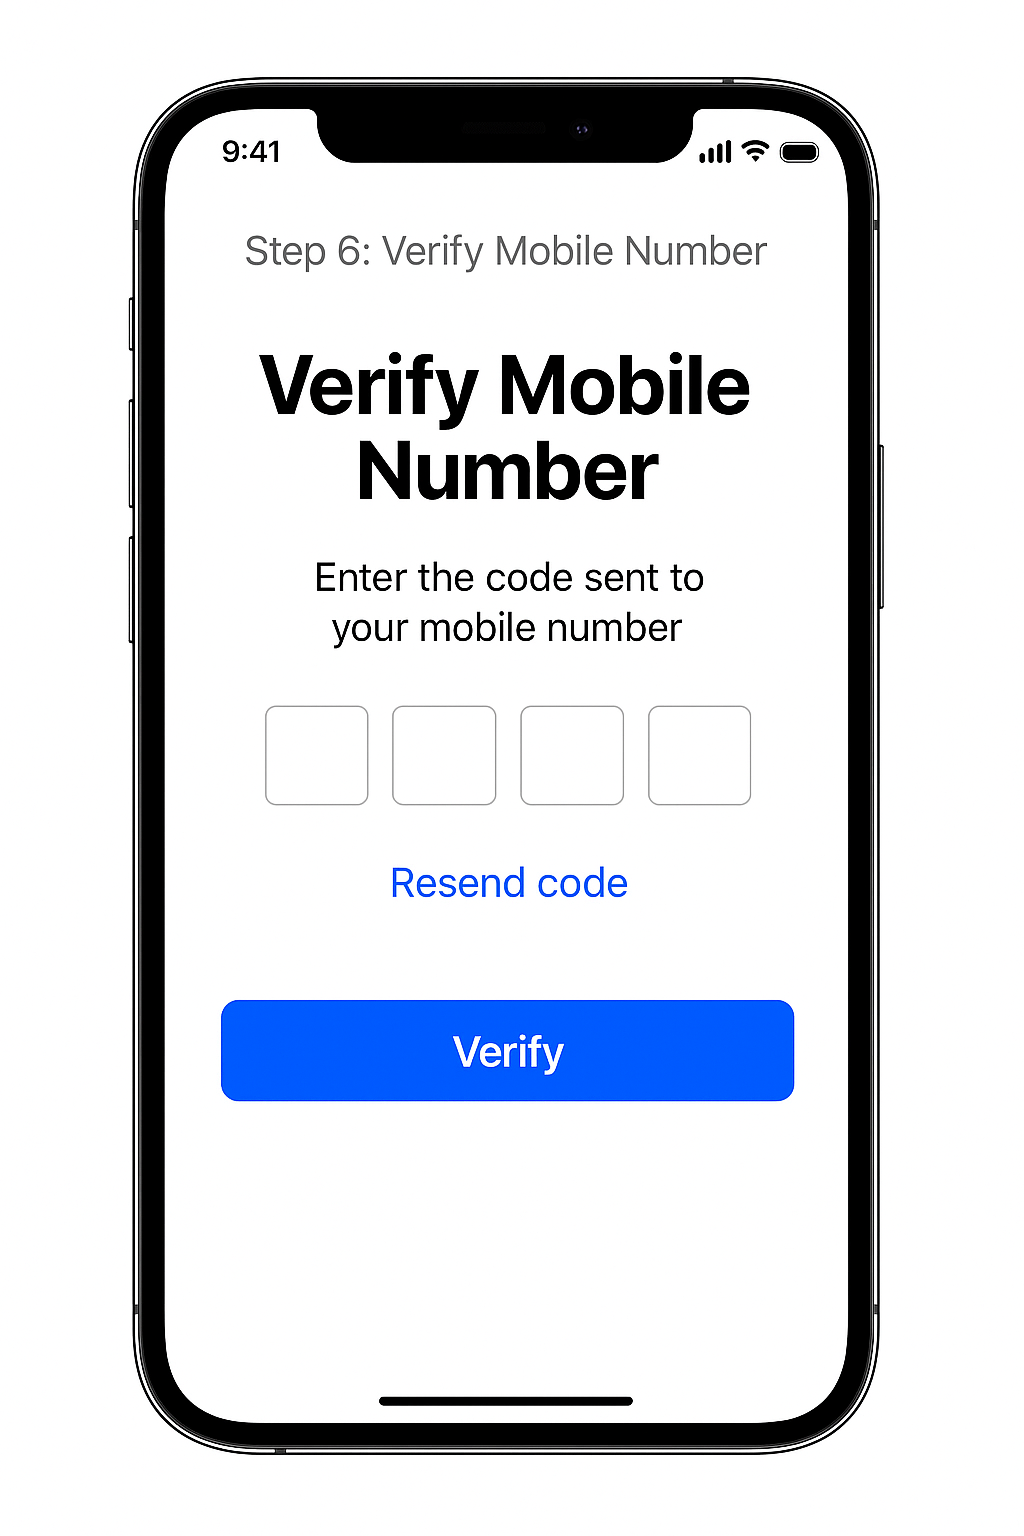 9:41
Step 6: Verify Mobile Number
Verify Mobile
Number
Enter the code sent to
your mobile number
Resend code
Verify